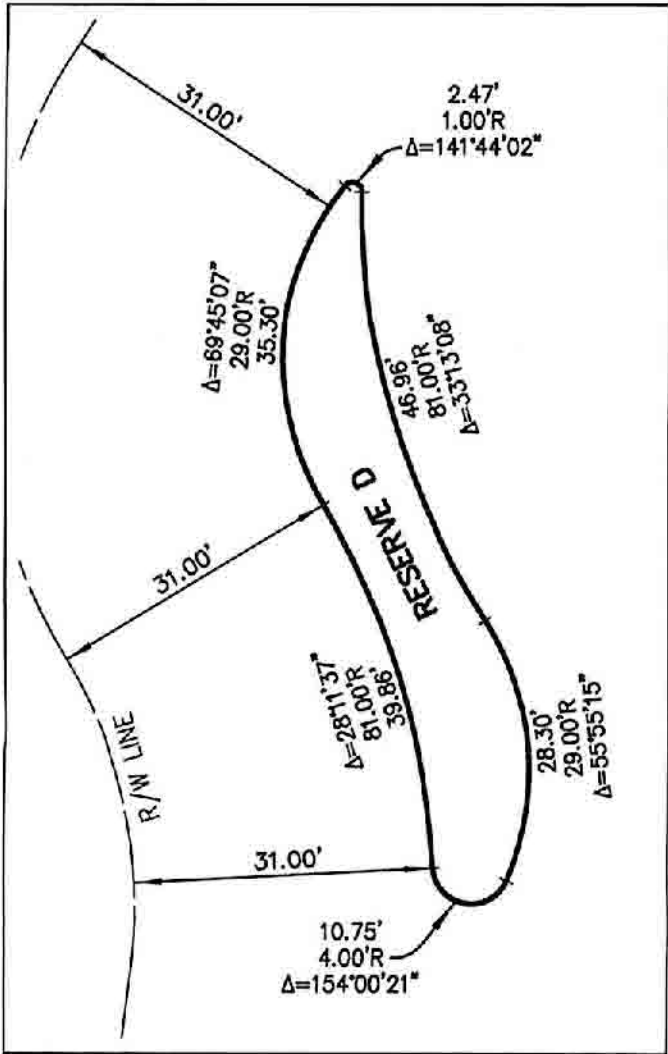 31.00'
2.47'
1.00'R
Δ=141°44'02"
Δ=69°45'07"
29.00'R
35.30'
46.96'
81.00'R
Δ=33°13'08"
RESERVE D
31.00'
Δ=28°11'37"
81.00'R
39.86'
R/W LINE
28.30'
29.00'R
Δ=55°55'15"
31.00'
10.75'
4.00'R
Δ=154°00'21"